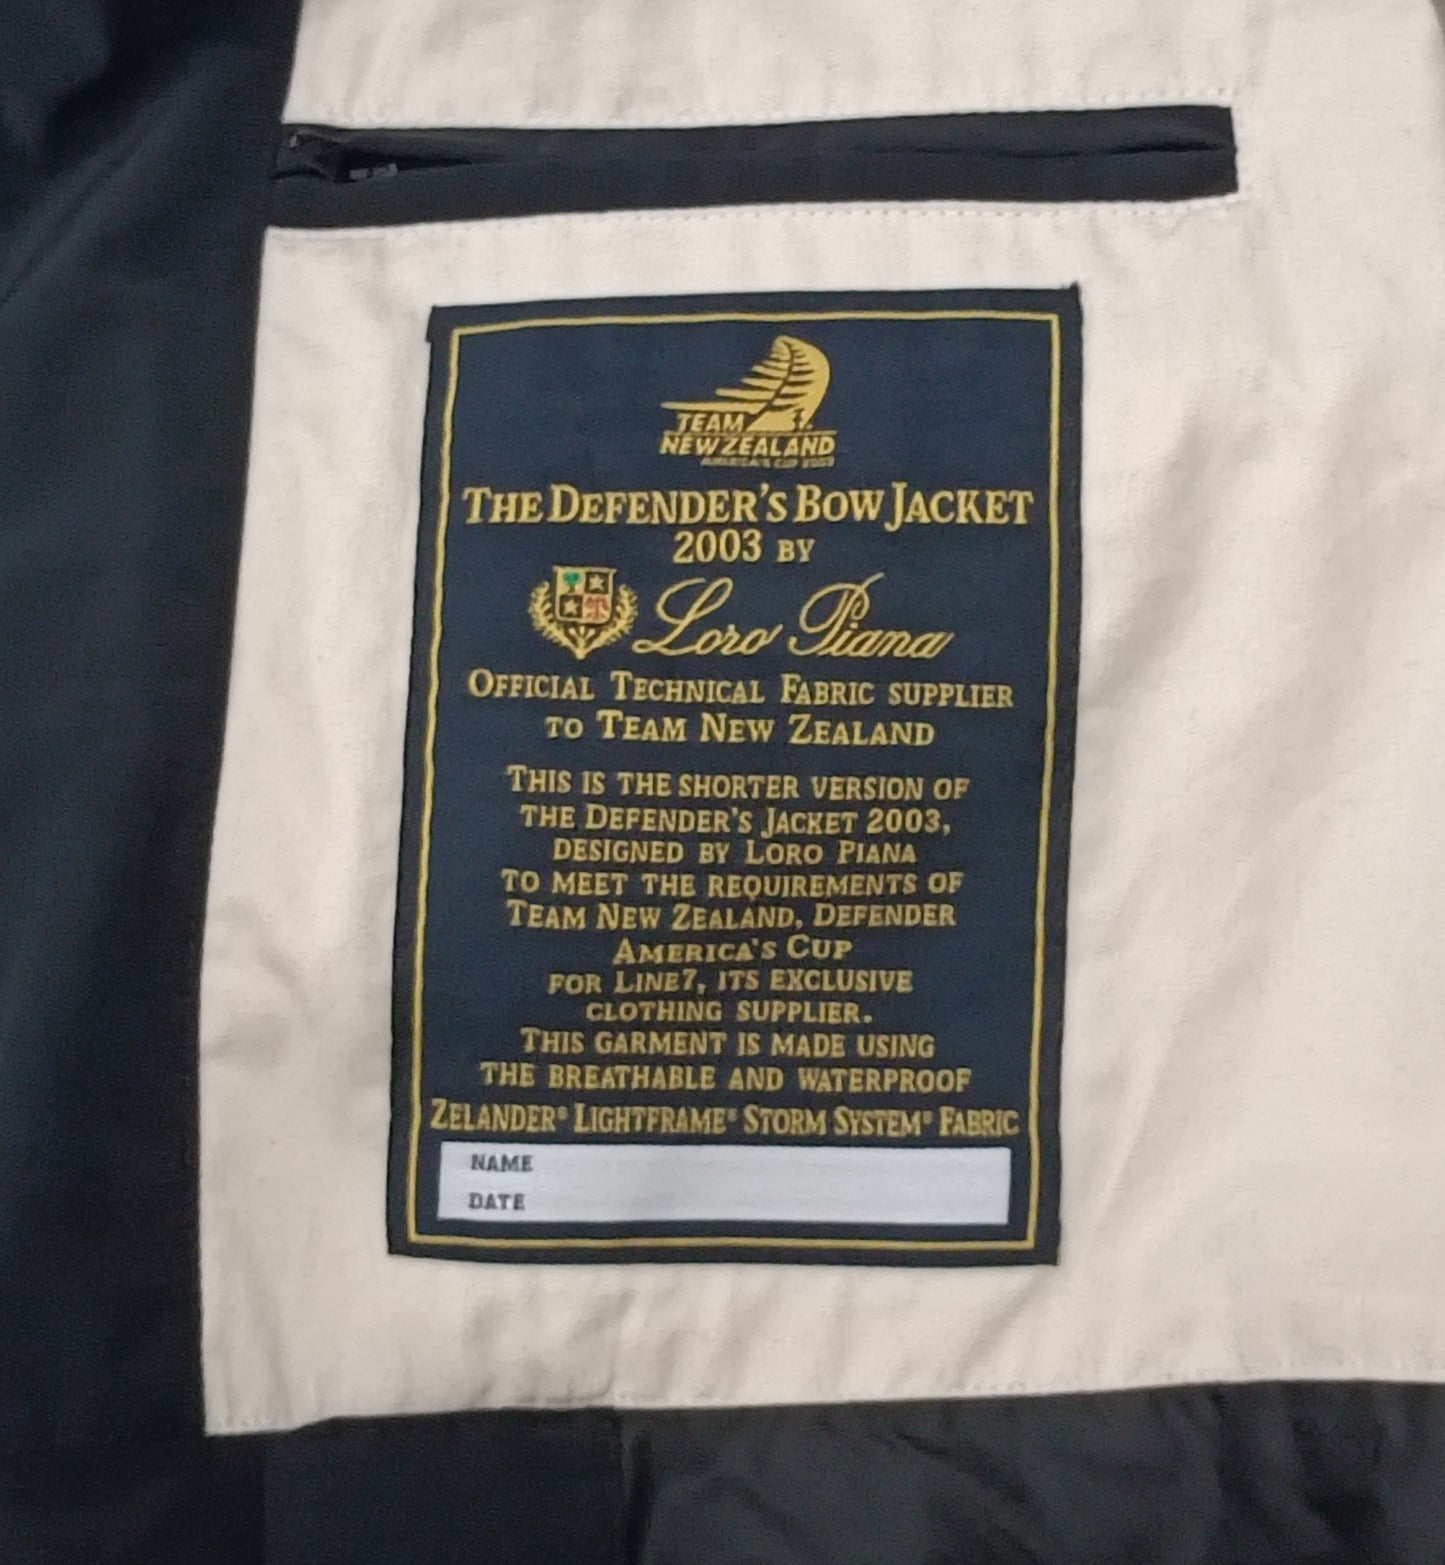 TEAM
NEW ZEALAND
AMERICA'S CUP 2003
THE DEFENDER'S BOW JACKET
2003 BY
Loro Piana
OFFICIAL TECHNICAL FABRIC SUPPLIER
TO TEAM NEW ZEALAND
THIS IS THE SHORTER VERSION OF
THE DEFENDER'S JACKET 2003,
DESIGNED BY LORO PIANA
TO MEET THE REQUIREMENTS OF
TEAM NEW ZEALAND, DEFENDER
AMERICA'S CUP
FOR LINE7, ITS EXCLUSIVE
CLOTHING SUPPLIER.
THIS GARMENT IS MADE USING
THE BREATHABLE AND WATERPROOF
ZELANDER® LIGHTFRAME® STORM SYSTEM® FABRIC
NAME
DATE